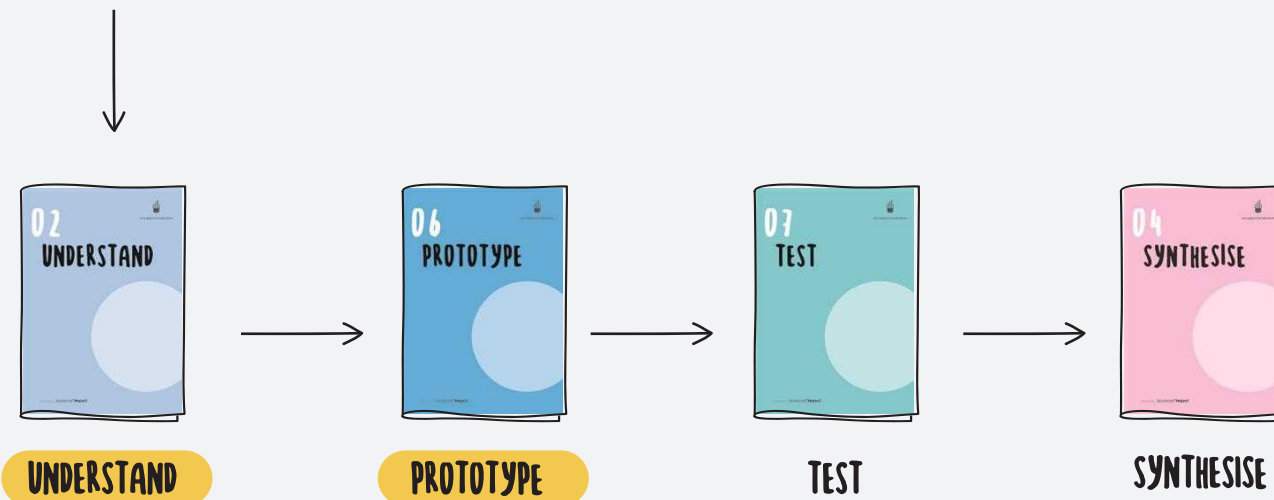 02
UNDERSTAND
06
PROTOTYPE
07
TEST
04
SYNTHESISE
UNDERSTAND
PROTOTYPE
TEST
SYNTHESISE